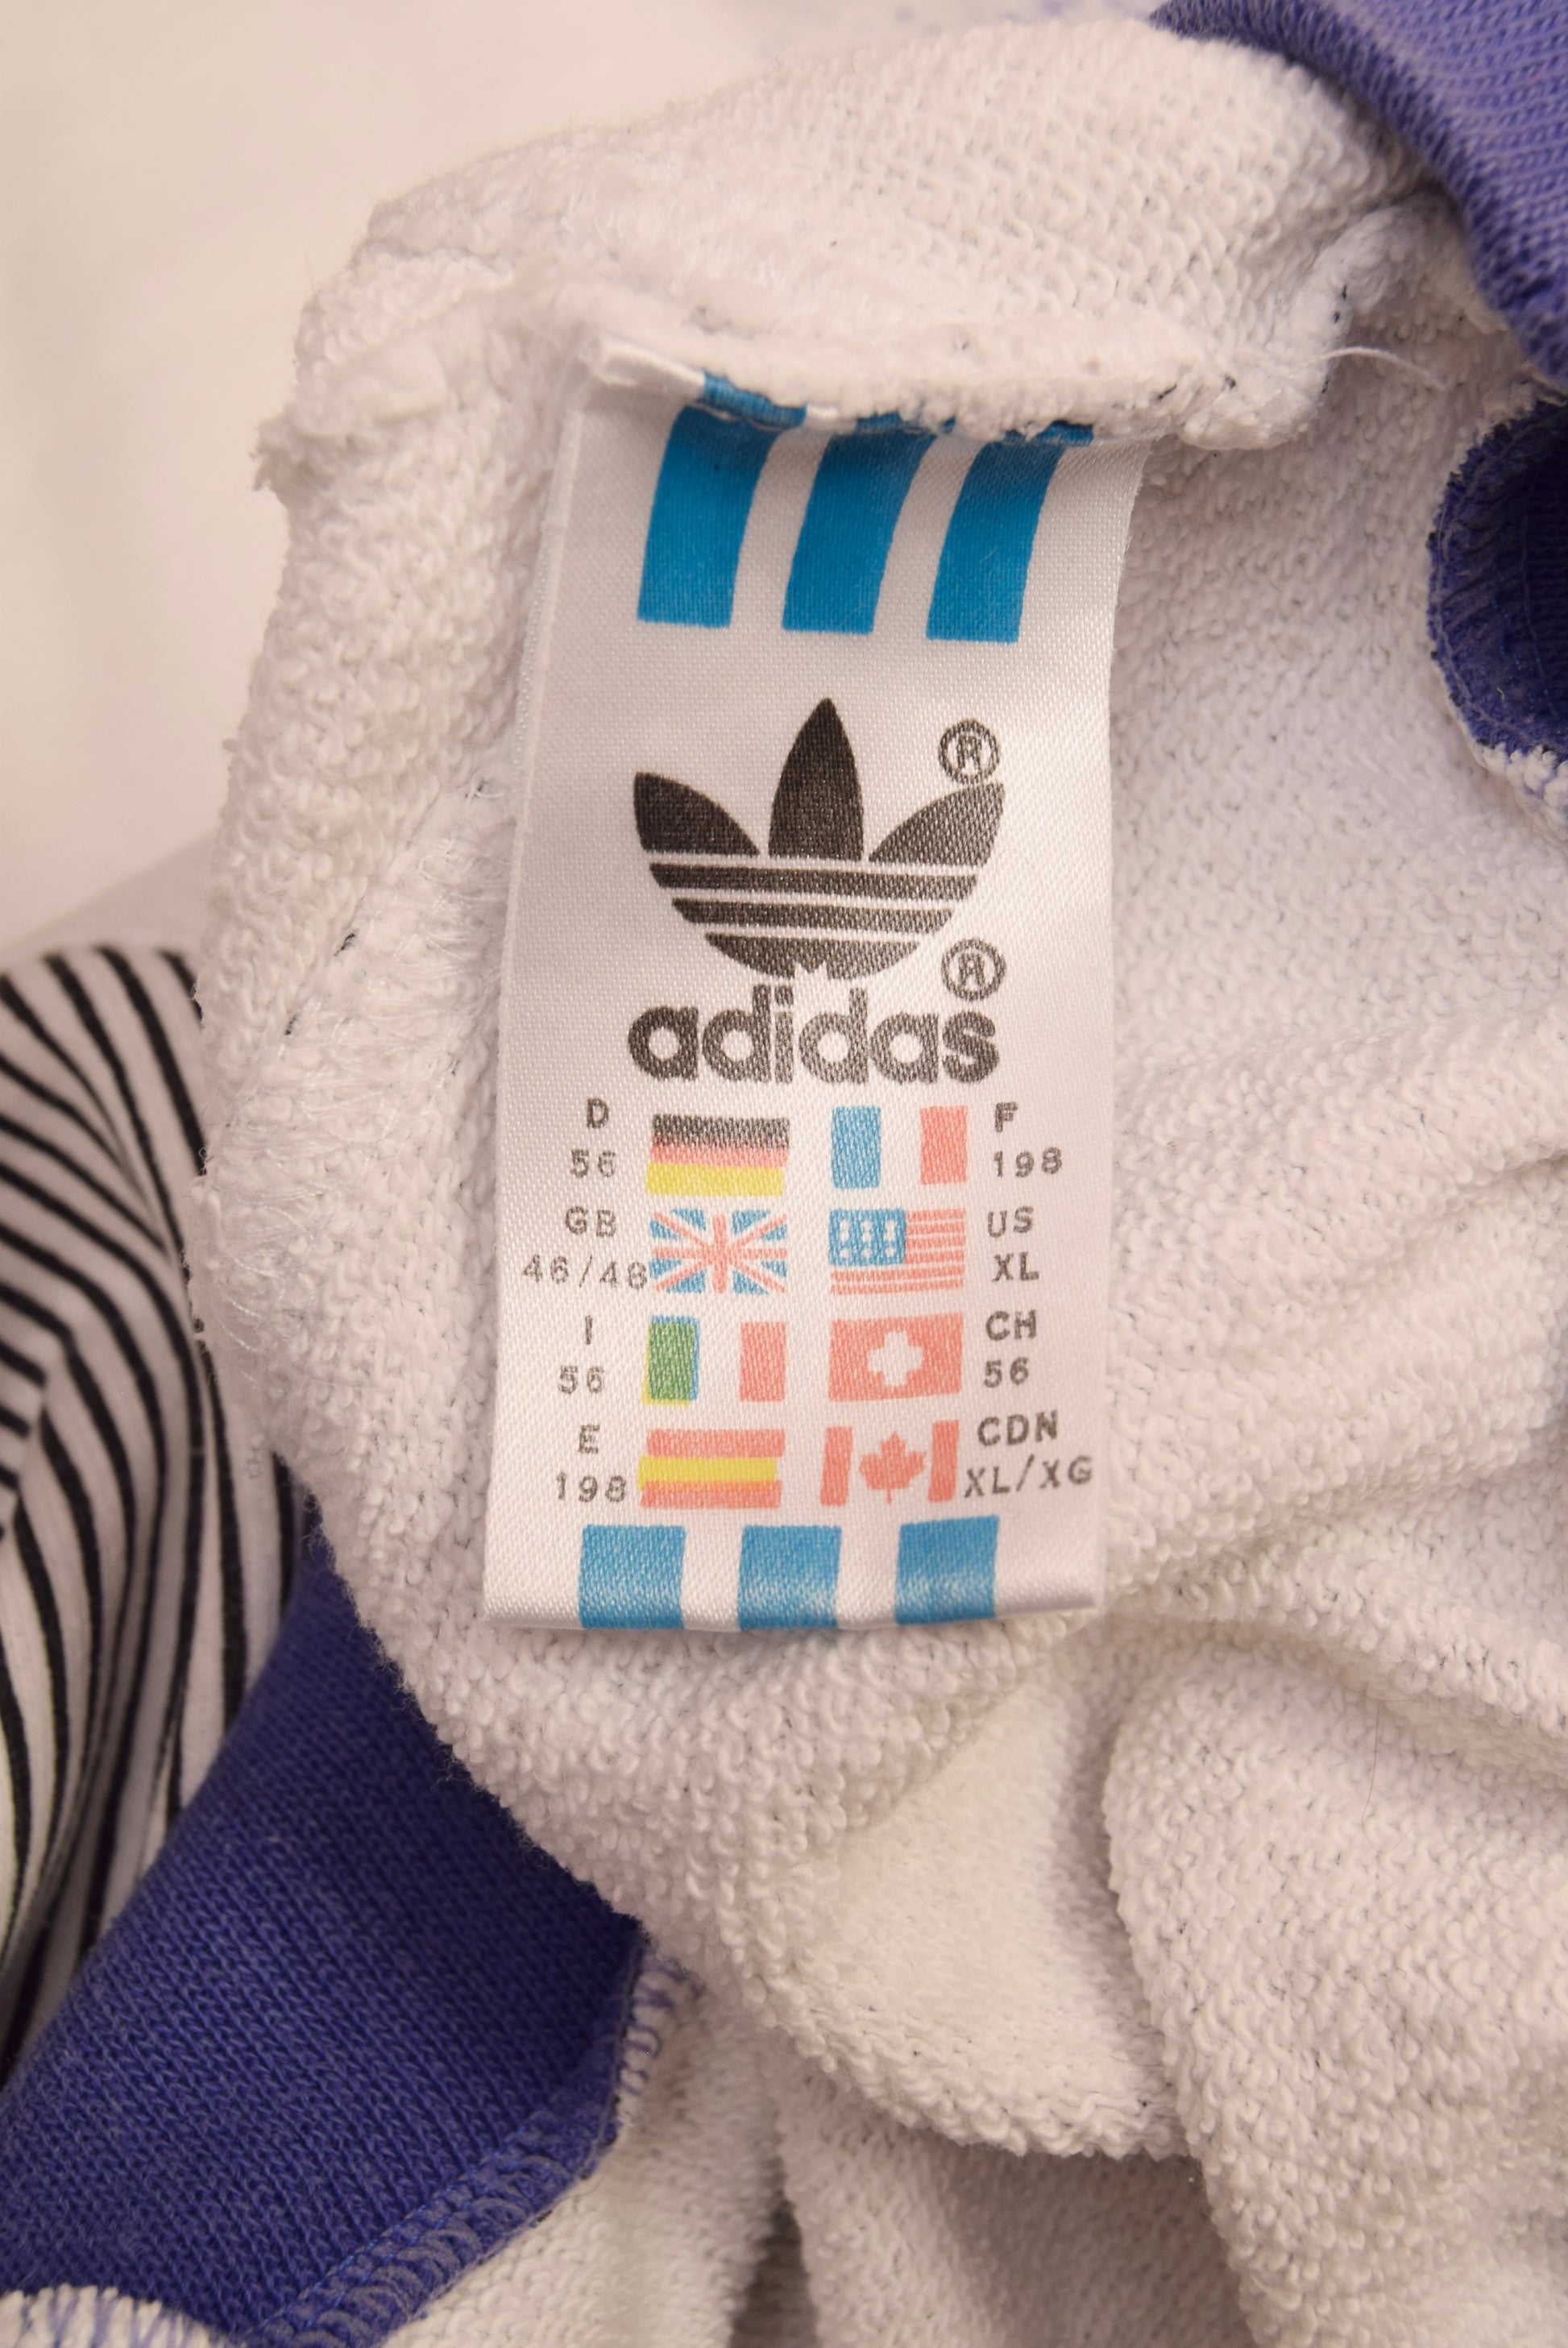 ®
®
adidas
D F
56 198
GB US
46/48 XL
I CH
56 56
E CDN
198 XL/XG